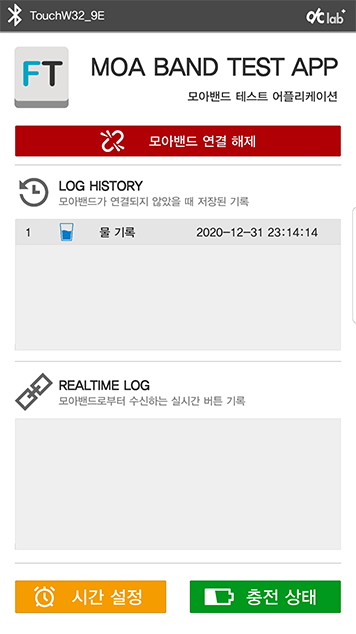 TouchW32_9E
lab+
FT
MOA BAND TEST APP
모아밴드 테스트 어플리케이션
모아밴드 연결 해제
LOG HISTORY
모아밴드가 연결되지 않았을 때 저장된 기록
1 물 기록 2020-12-31 23:14:14
REALTIME LOG
모아밴드로부터 수신하는 실시간 버튼 기록
시간 설정
충전 상태